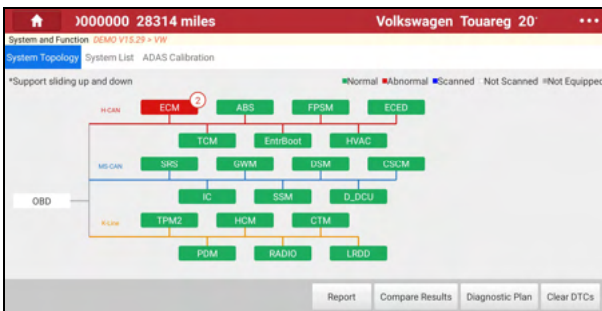 0000000 28314 miles Volkswagen Touareg 20
System and Function DEMO V15.29 > VW
System Topology System List ADAS Calibration
*Support sliding up and down Normal Abnormal Scanned Not Scanned Not Equipped
H-CAN ECM 2 ABS FPSM ECED
TCM EntrBoot HVAC
MS-CAN SRS GWM DSM CSCM
OBD IC SSM D_DCU
K-Line TPM2 HCM CTM
PDM RADIO LRDD
Report Compare Results Diagnostic Plan Clear DTCs